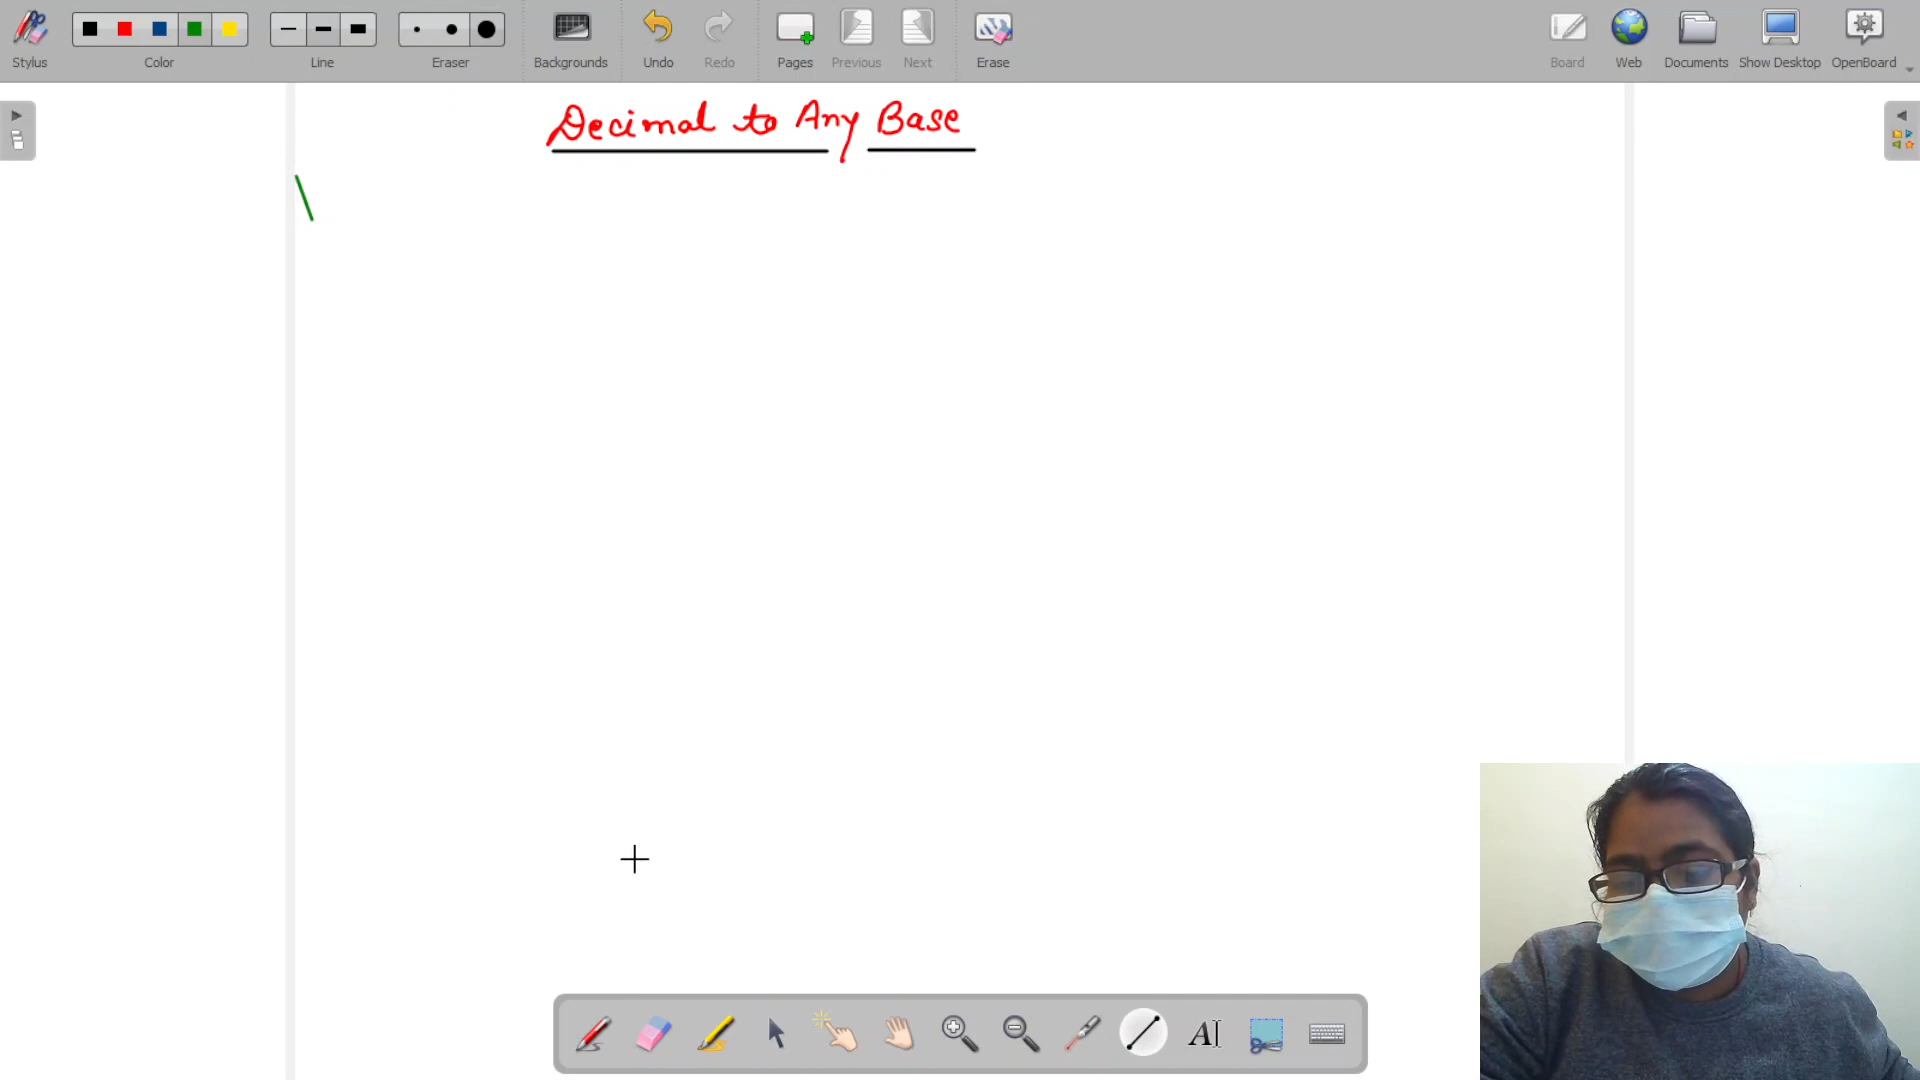 Stylus Color Line Eraser Backgrounds Undo Redo Pages Previous Next Erase Board Web Documents Show Desktop OpenBoard
Decimal to Any Base
A